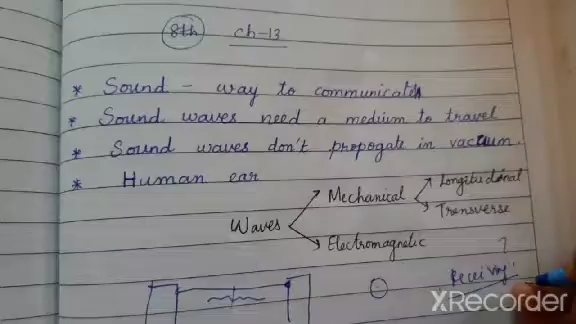 8th ch-13
* Sound - way to communicate
* Sound waves need a medium to travel
* Sound waves don't propogate in vacuum.
* Human ear
Mechanical Longitudinal
Waves Transverse
Electromagnetic
Receiving
XRecorder